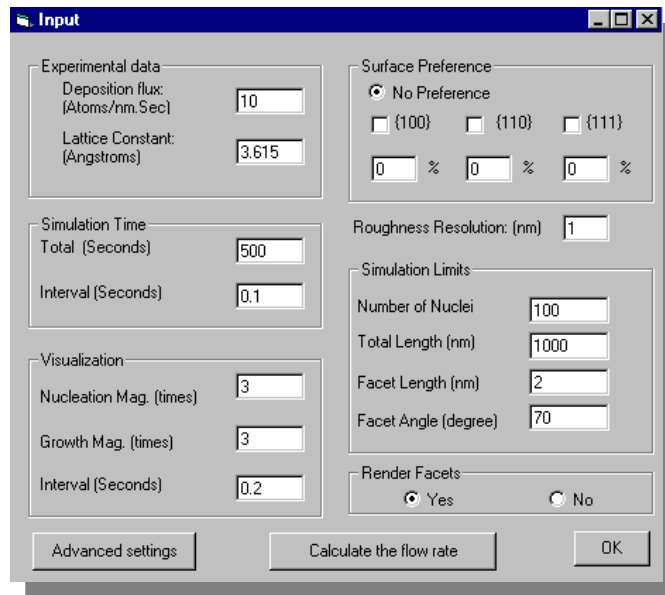 Input
Experimental data
Deposition flux:
(Atoms/nm.Sec)
10
Lattice Constant:
(Angstroms)
3.615
Simulation Time
Total (Seconds)
500
Interval (Seconds)
0.1
Visualization
Nucleation Mag. (times)
3
Growth Mag. (times)
3
Interval (Seconds)
0.2
Surface Preference
No Preference
{100} {110} {111}
0 % 0 % 0 %
Roughness Resolution: (nm) 1
Simulation Limits
Number of Nuclei 100
Total Length (nm) 1000
Facet Length (nm) 2
Facet Angle (degree) 70
Render Facets
Yes No
Advanced settings Calculate the flow rate OK